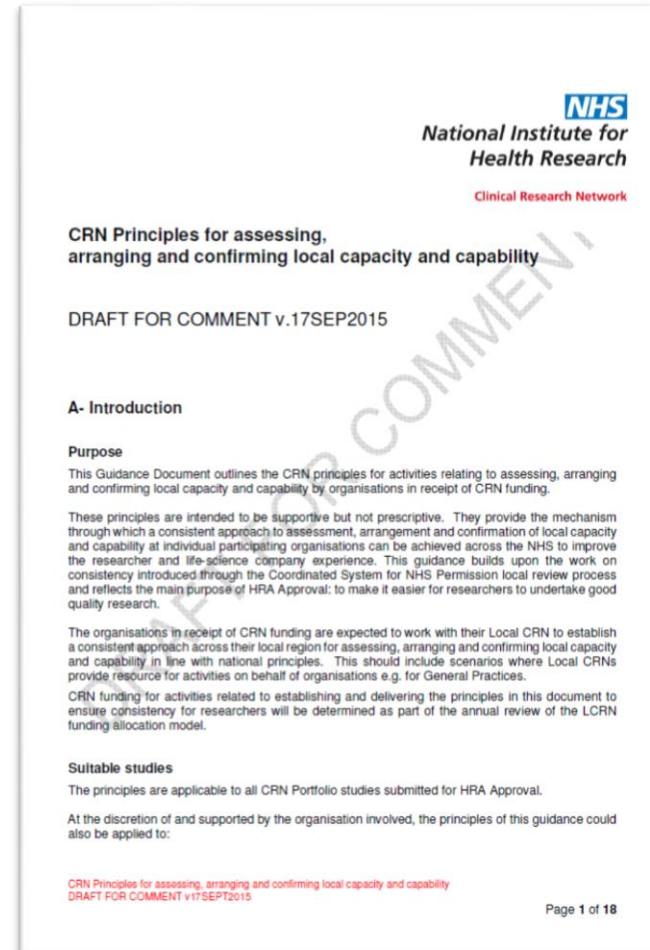 NHS
National Institute for
Health Research
Clinical Research Network
CRN Principles for assessing,
arranging and confirming local capacity and capability
DRAFT FOR COMMENT v.17SEP2015
A- Introduction
Purpose
This Guidance Document outlines the CRN principles for activities relating to assessing, arranging
and confirming local capacity and capability by organisations in receipt of CRN funding.
These principles are intended to be supportive but not prescriptive. They provide the mechanism
through which a consistent approach to assessment, arrangement and confirmation of local capacity
and capability at individual participating organisations can be achieved across the NHS to improve
the researcher and life-science company experience. This guidance builds upon the work on
consistency introduced through the Coordinated System for NHS Permission local review process
and reflects the main purpose of HRA Approval: to make it easier for researchers to undertake good
quality research.
The organisations in receipt of CRN funding are expected to work with their Local CRN to establish
a consistent approach across their local region for assessing, arranging and confirming local capacity
and capability in line with national principles. This should include scenarios where Local CRNs
provide resource for activities on behalf of organisations e.g. for General Practices.
CRN funding for activities related to establishing and delivering the principles in this document to
ensure consistency for researchers will be determined as part of the annual review of the LCRN
funding allocation model.
Suitable studies
The principles are applicable to all CRN Portfolio studies submitted for HRA Approval.
At the discretion of and supported by the organisation involved, the principles of this guidance could
also be applied to:
CRN Principles for assessing, arranging and confirming local capacity and capability
DRAFT FOR COMMENT v17SEPT2015
Page 1 of 18
DRAFT FOR COMMENT